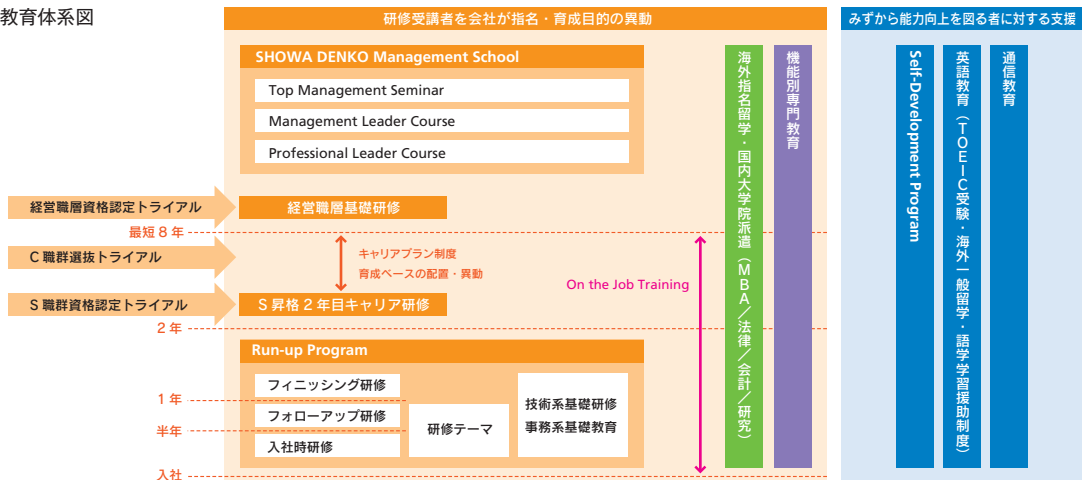 教育体系図
研修受講者を会社が指名・育成目的の異動
SHOWA DENKO Management School
Top Management Seminar
Management Leader Course
Professional Leader Course
経営職層資格認定トライアル
経営職層基礎研修
最短8年
C職群選抜トライアル
キャリアプラン制度
育成ベースの配置・異動
S職群資格認定トライアル
S昇格2年目キャリア研修
2年
Run-up Program
フィニッシング研修
1年
フォローアップ研修
半年
入社時研修
入社
研修テーマ
技術系基礎研修
事務系基礎教育
On the Job Training
海外指名留学・国内大学院派遣（MBA／法律／会計／研究）
機能別専門教育
みずから能力向上を図る者に対する支援
Self-Development Program
英語教育（TOEIC受験・海外一般留学・語学学習援助制度）
通信教育